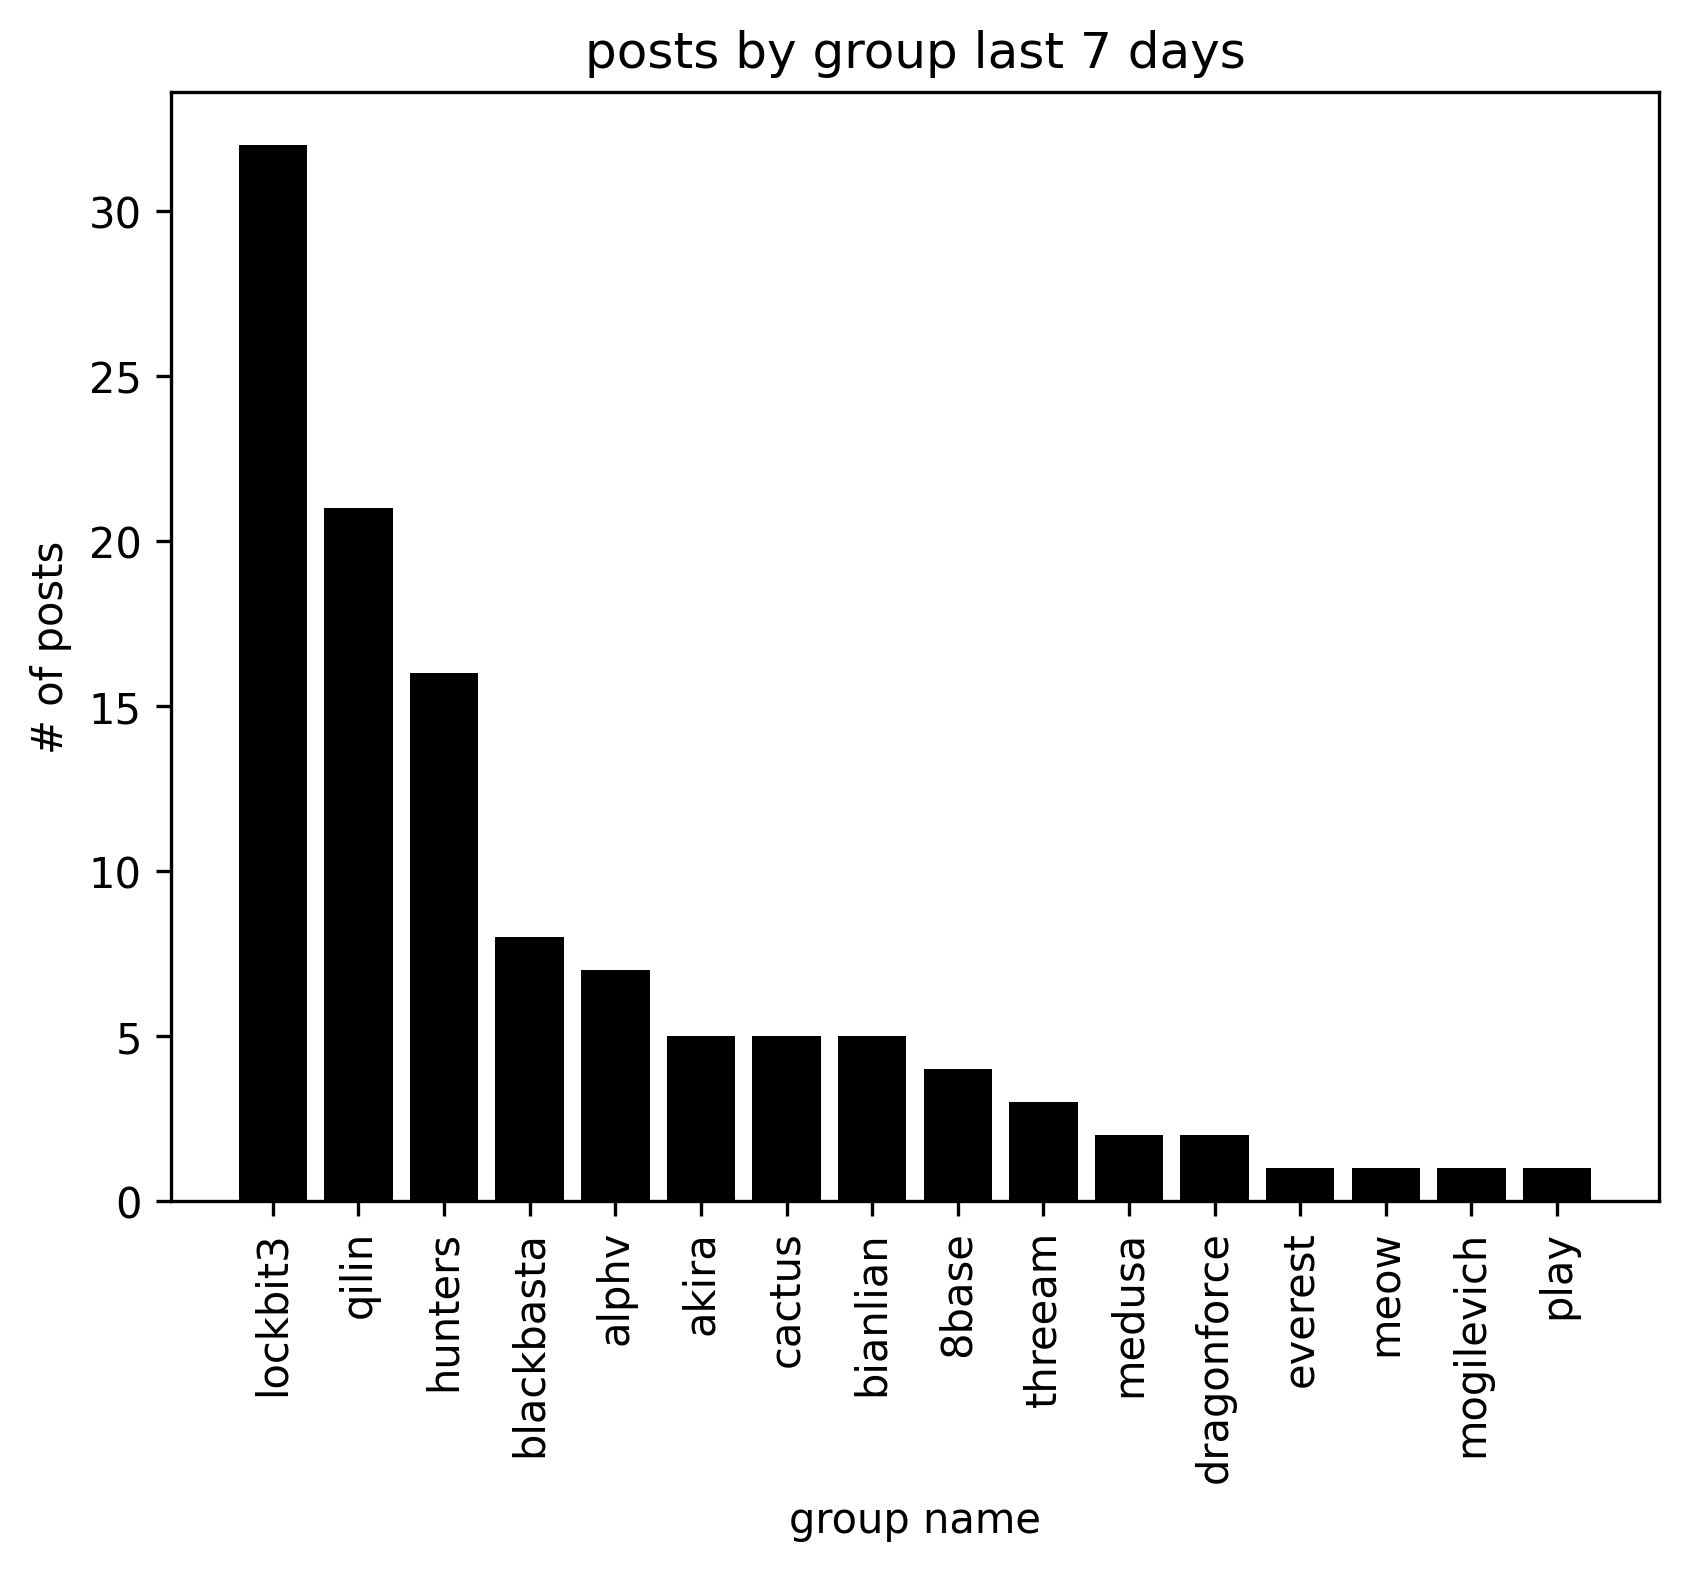 posts by group last 7 days
# of posts
30
25
20
15
10
5
0
lockbit3
qilin
hunters
blackbasta
alphv
akira
cactus
bianlian
8base
threeam
medusa
dragonforce
everest
meow
mogilevich
play
group name